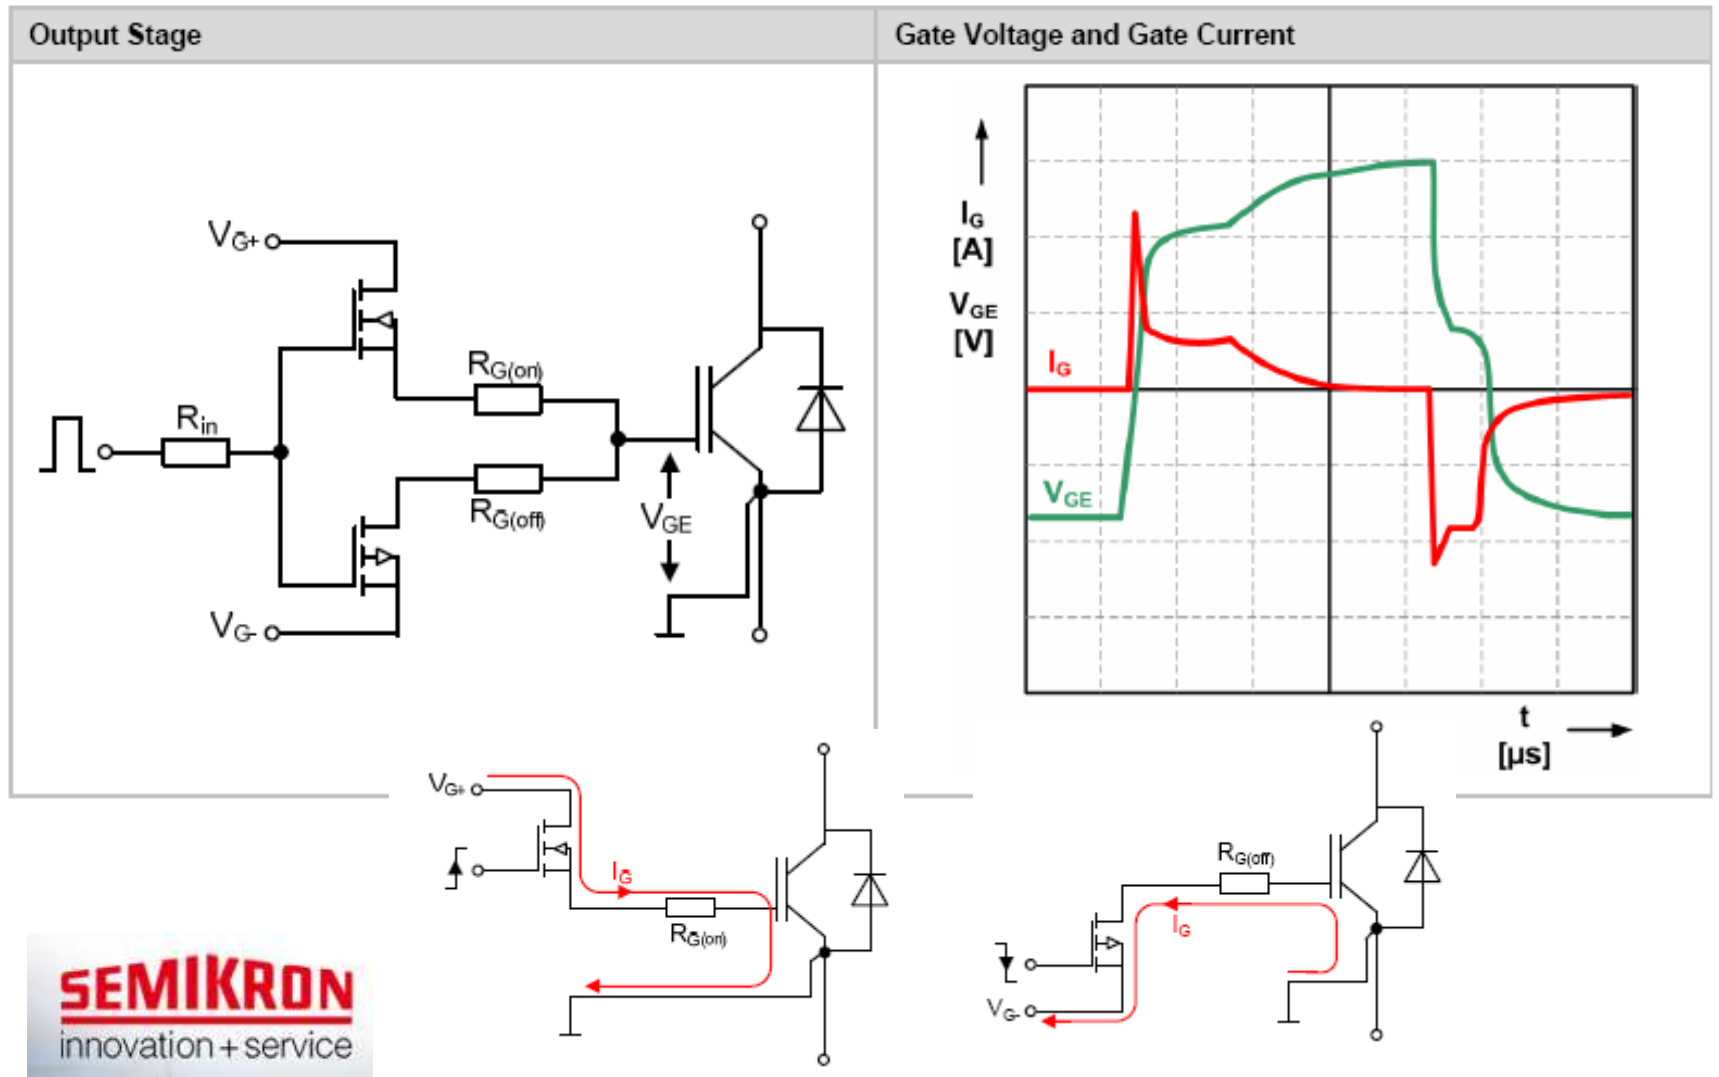 Output Stage
Gate Voltage and Gate Current
VG+
RG(on)
Rin
RG(off)
VGE
VG-
IG
[A]
VGE
[V]
IG
VGE
t
[µs]
VG+
IG
RG(on)
RG(off)
IG
VG-
SEMIKRON
innovation+service